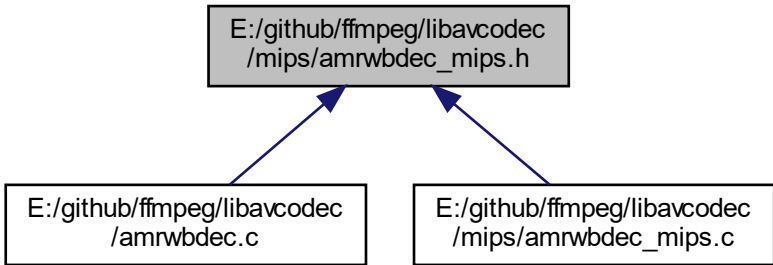 E:/github/ffmpeg/libavcodec
/mips/amrwbdec_mips.h
E:/github/ffmpeg/libavcodec
/amrwbdec.c
E:/github/ffmpeg/libavcodec
/mips/amrwbdec_mips.c